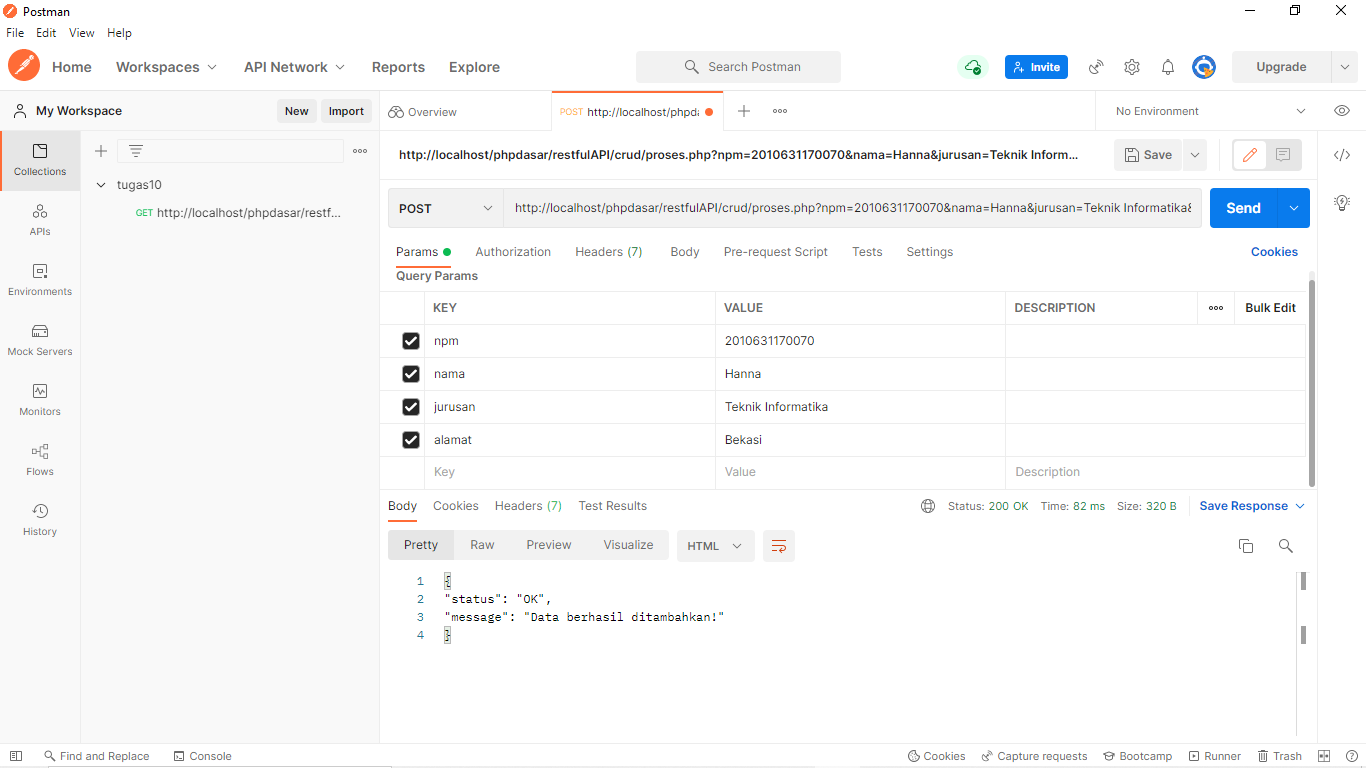 Postman
File Edit View Help
Home Workspaces API Network Reports Explore Search Postman Invite Upgrade
My Workspace New Import Overview POST http://localhost/phpda No Environment
http://localhost/phpdasar/restfulAPI/crud/proses.php?npm=2010631170070&nama=Hanna&jurusan=Teknik Inform... Save
Collections
APIs
Environments
Mock Servers
Monitors
Flows
History
tugas10
GET http://localhost/phpdasar/restf...
POST http://localhost/phpdasar/restfulAPI/crud/proses.php?npm=2010631170070&nama=Hanna&jurusan=Teknik Informatika& Send
Params Authorization Headers (7) Body Pre-request Script Tests Settings Cookies
Query Params
KEY VALUE DESCRIPTION Bulk Edit
npm 2010631170070
nama Hanna
jurusan Teknik Informatika
alamat Bekasi
Key Value Description
Body Cookies Headers (7) Test Results Status: 200 OK Time: 82 ms Size: 320 B Save Response
Pretty Raw Preview Visualize HTML
1 {
2 "status": "OK",
3 "message": "Data berhasil ditambahkan!"
4 }
Find and Replace Console Cookies Capture requests Bootcamp Runner Trash